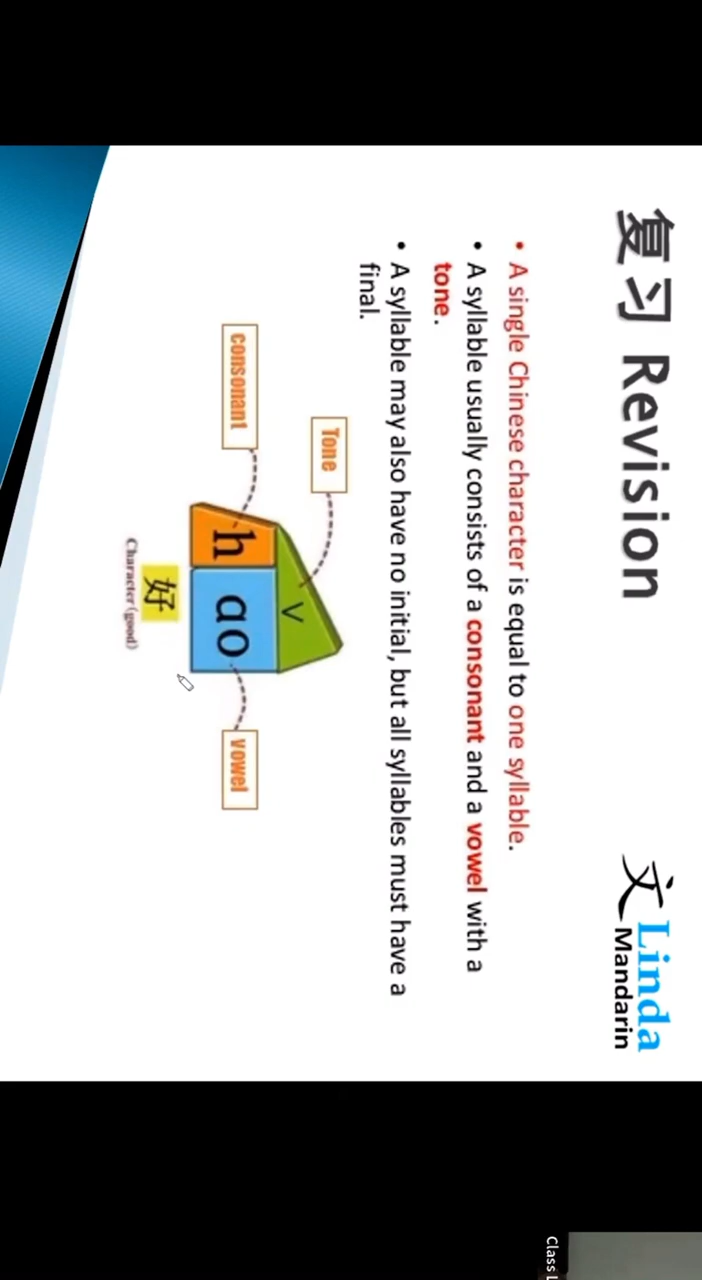 复习 Revision
文 Linda
Mandarin
• A single Chinese character is equal to one syllable.
• A syllable usually consists of a consonant and a vowel with a
tone.
• A syllable may also have no initial, but all syllables must have a
final.
Tone
consonant
h ao
vowel
好
Character (good)
Class